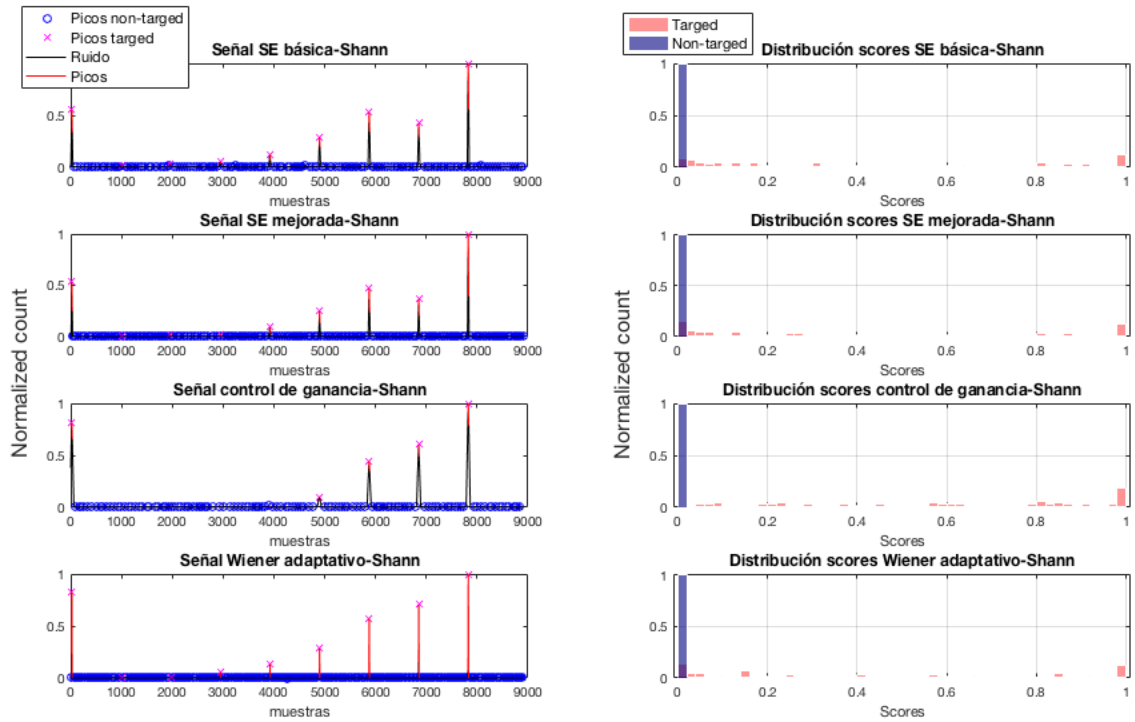 Picos non-targed
Picos targed
Ruido
Picos
Señal SE básica-Shann
0.5
0
0 1000 2000 3000 4000 5000 6000 7000 8000 9000
muestras
Señal SE mejorada-Shann
1
0.5
0
0 1000 2000 3000 4000 5000 6000 7000 8000 9000
muestras
Señal control de ganancia-Shann
1
0.5
0
0 1000 2000 3000 4000 5000 6000 7000 8000 9000
muestras
Señal Wiener adaptativo-Shann
1
0.5
0
0 1000 2000 3000 4000 5000 6000 7000 8000 9000
muestras
Normalized count
Targed
Non-targed
Distribución scores SE básica-Shann
1
0.5
0
0 0.2 0.4 0.6 0.8 1
Scores
Distribución scores SE mejorada-Shann
1
0.5
0
0 0.2 0.4 0.6 0.8 1
Scores
Distribución scores control de ganancia-Shann
1
0.5
0
0 0.2 0.4 0.6 0.8 1
Scores
Distribución scores Wiener adaptativo-Shann
1
0.5
0
0 0.2 0.4 0.6 0.8 1
Scores
Normalized count